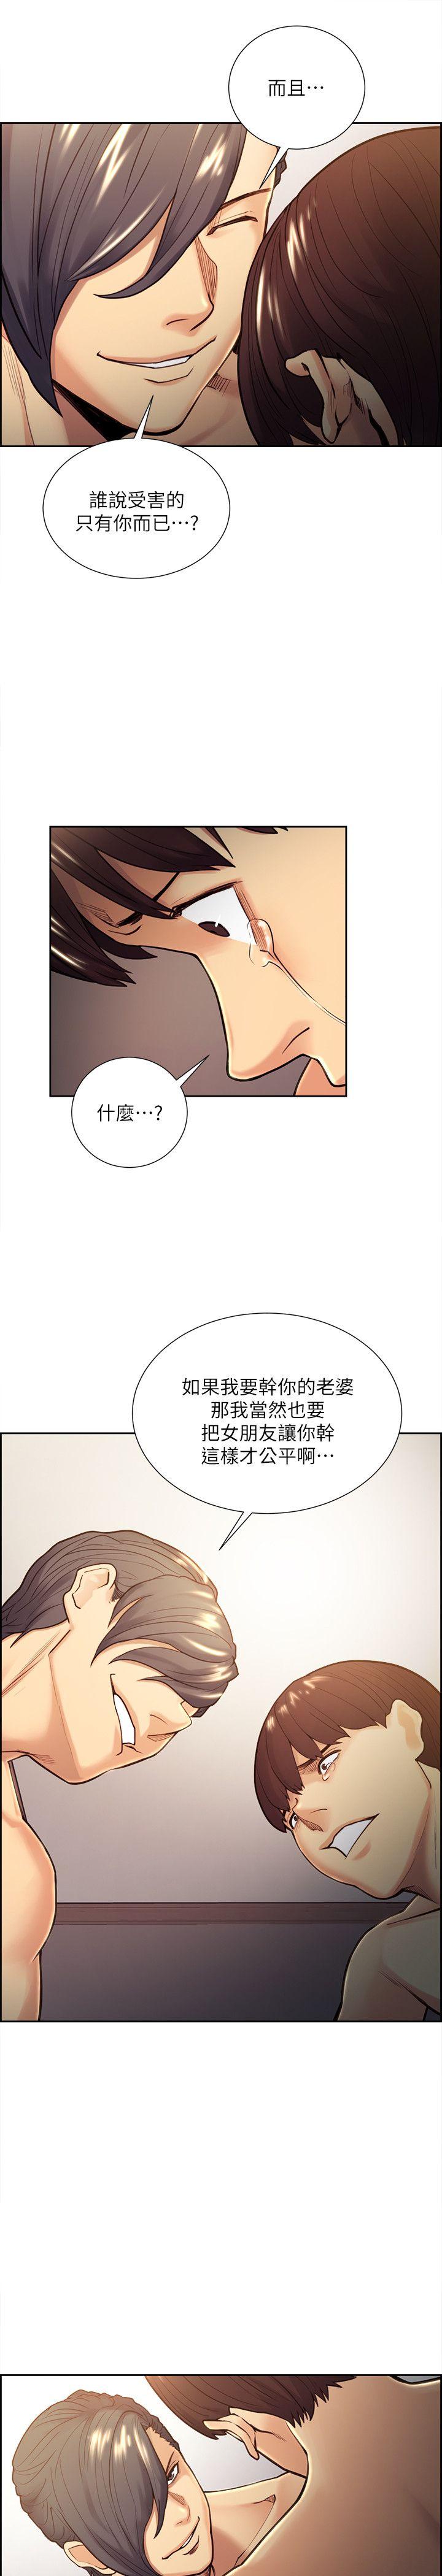 而且⋯
誰說受害的
只有你而已⋯?
什麼⋯?
如果我要幹你的老婆
那我當然也要
把女朋友讓你幹
這樣才公平啊⋯